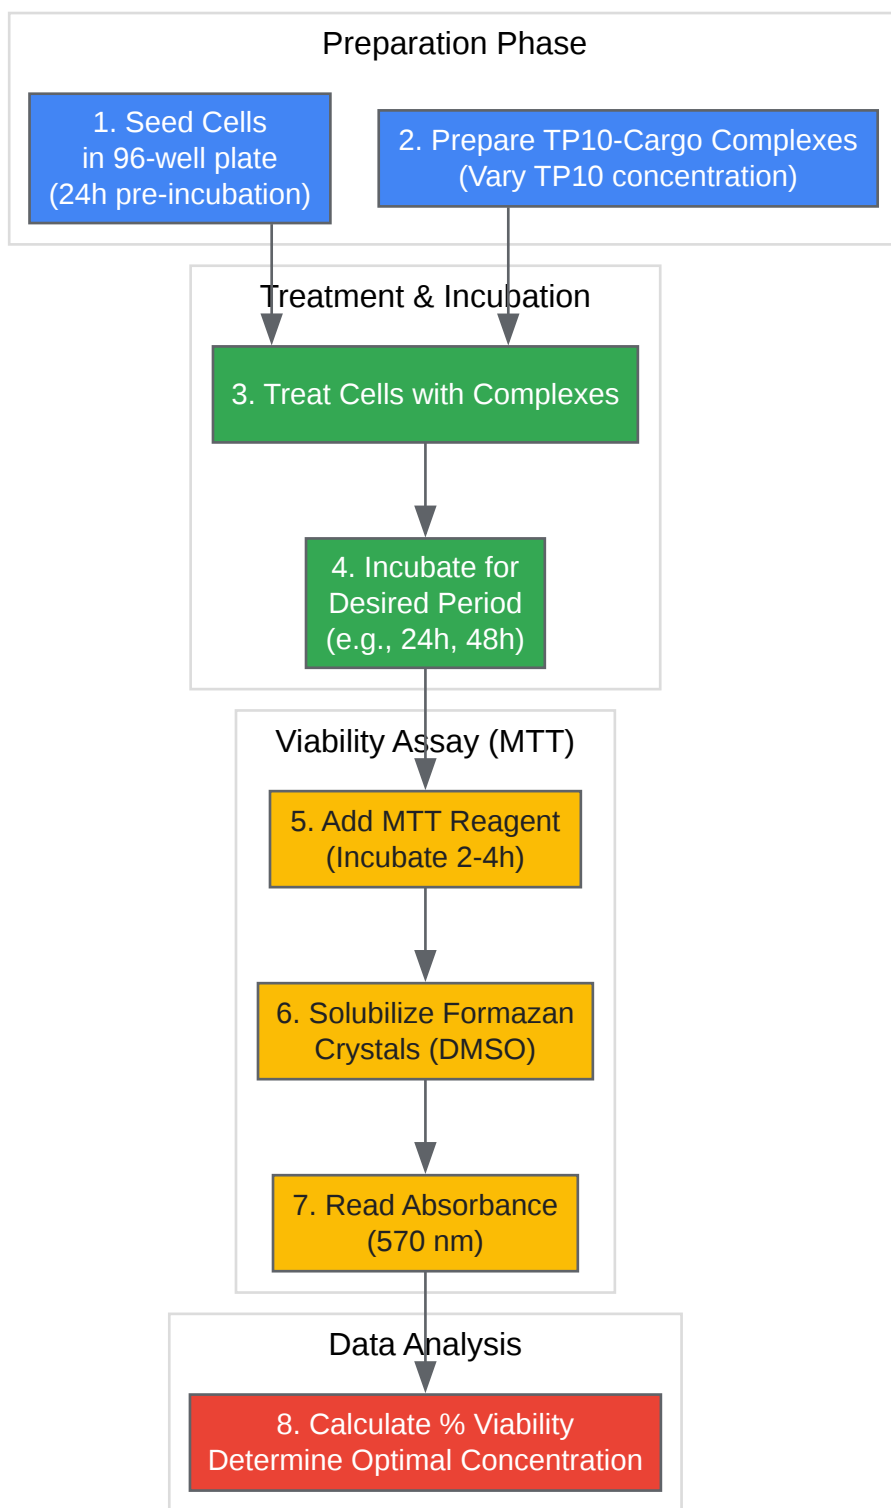 Preparation Phase
1. Seed Cells
in 96-well plate
(24h pre-incubation)
2. Prepare TP10-Cargo Complexes
(Vary TP10 concentration)
Treatment & Incubation
3. Treat Cells with Complexes
4. Incubate for
Desired Period
(e.g., 24h, 48h)
Viability Assay (MTT)
5. Add MTT Reagent
(Incubate 2-4h)
6. Solubilize Formazan
Crystals (DMSO)
7. Read Absorbance
(570 nm)
Data Analysis
8. Calculate % Viability
Determine Optimal Concentration